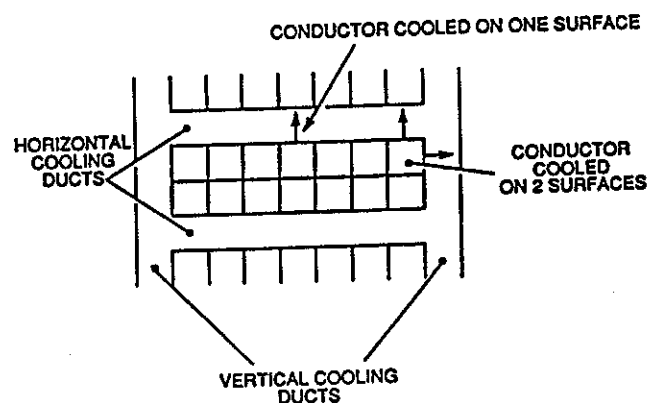 CONDUCTOR COOLED ON ONE SURFACE
HORIZONTAL
COOLING
DUCTS
CONDUCTOR
COOLED
ON 2 SURFACES
VERTICAL COOLING
DUCTS